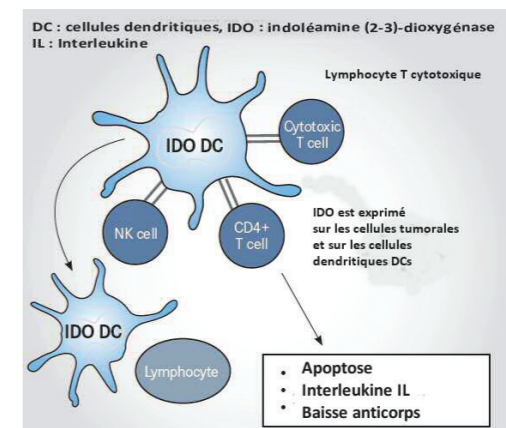 DC : cellules dendritiques, IDO : indoléamine (2-3)-dioxygénase
IL : Interleukine
Lymphocyte T cytotoxique
Cytotoxic
T cell
IDO DC
NK cell
CD4+
T cell
IDO est exprimé
sur les cellules tumorales
et sur les cellules
dendritiques DCs
IDO DC
Lymphocyte
• Apoptose
• Interleukine IL
• Baisse anticorps